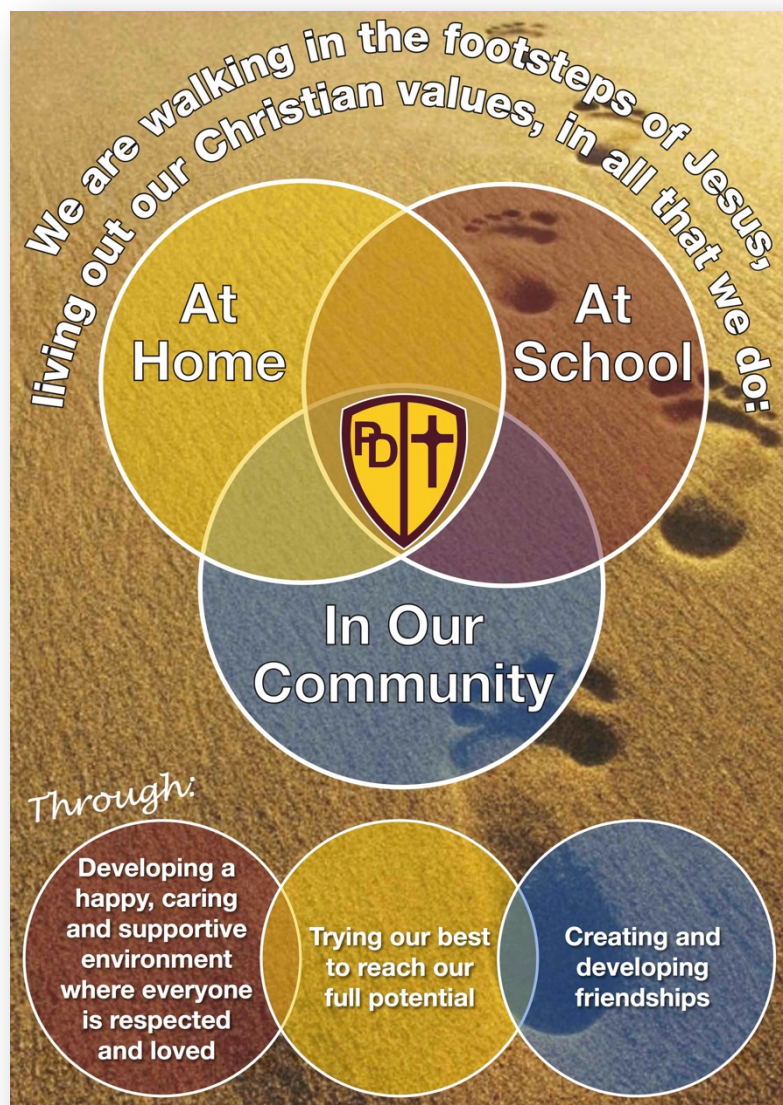 We are walking in the footsteps of Jesus,
living out our Christian values, in all that we do:
At
Home
At
School
PD
In Our
Community
Through:
Developing a
happy, caring
and supportive
environment
where everyone
is respected
and loved
Trying our best
to reach our
full potential
Creating and
developing
friendships